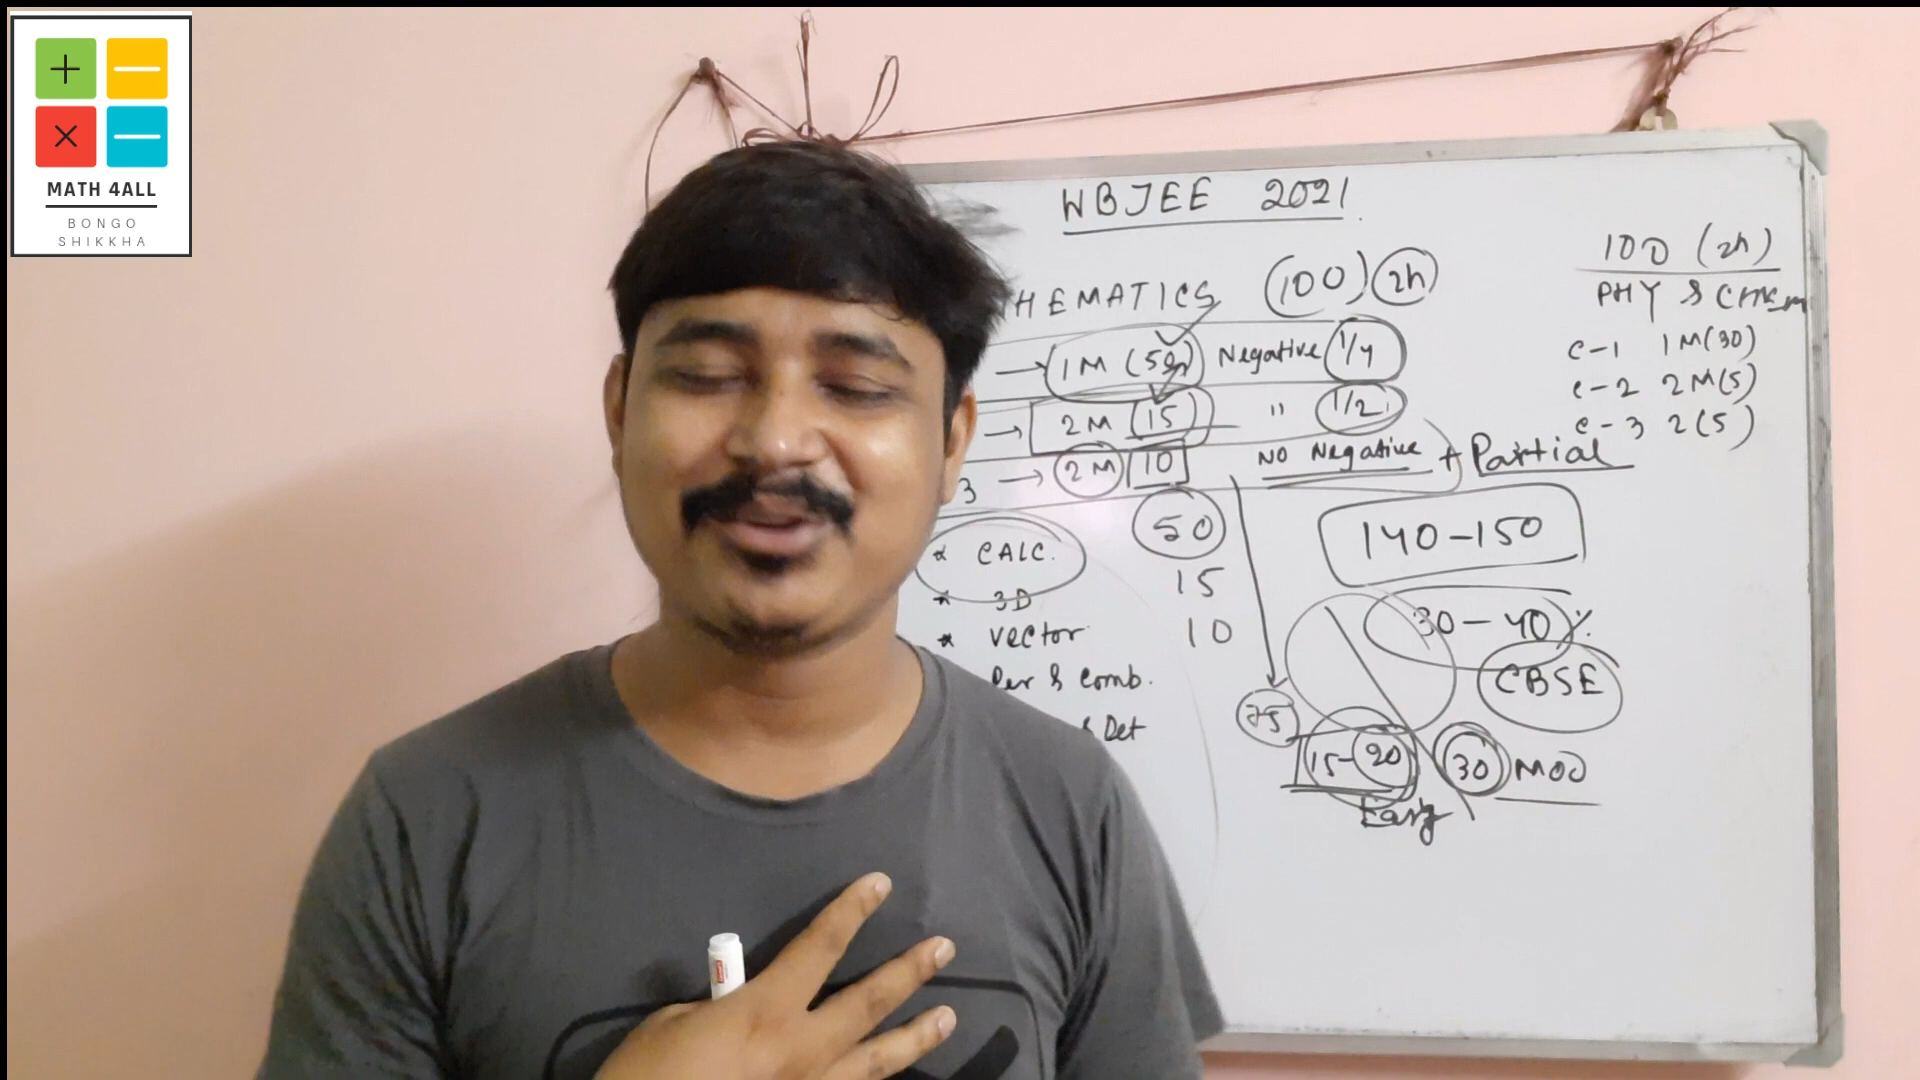 MATH 4ALL
BONGO
SHIKKHA
WBJEE 2021
HEMATICS (100) 2h
→ 1M (50) Negative 1/4
→ 2M 15 " 1/2
3 → 2M 10 NO Negative + Partial
* CALC. 50
* 3D 15
* Vector 10
Per & Comb.
& Det
100 (2h)
PHY & CHEM
C-1 1M(30)
C-2 2M(5)
C-3 2(5)
140-150
30-40%
CBSE
75
15-20 30 MOD
Easy